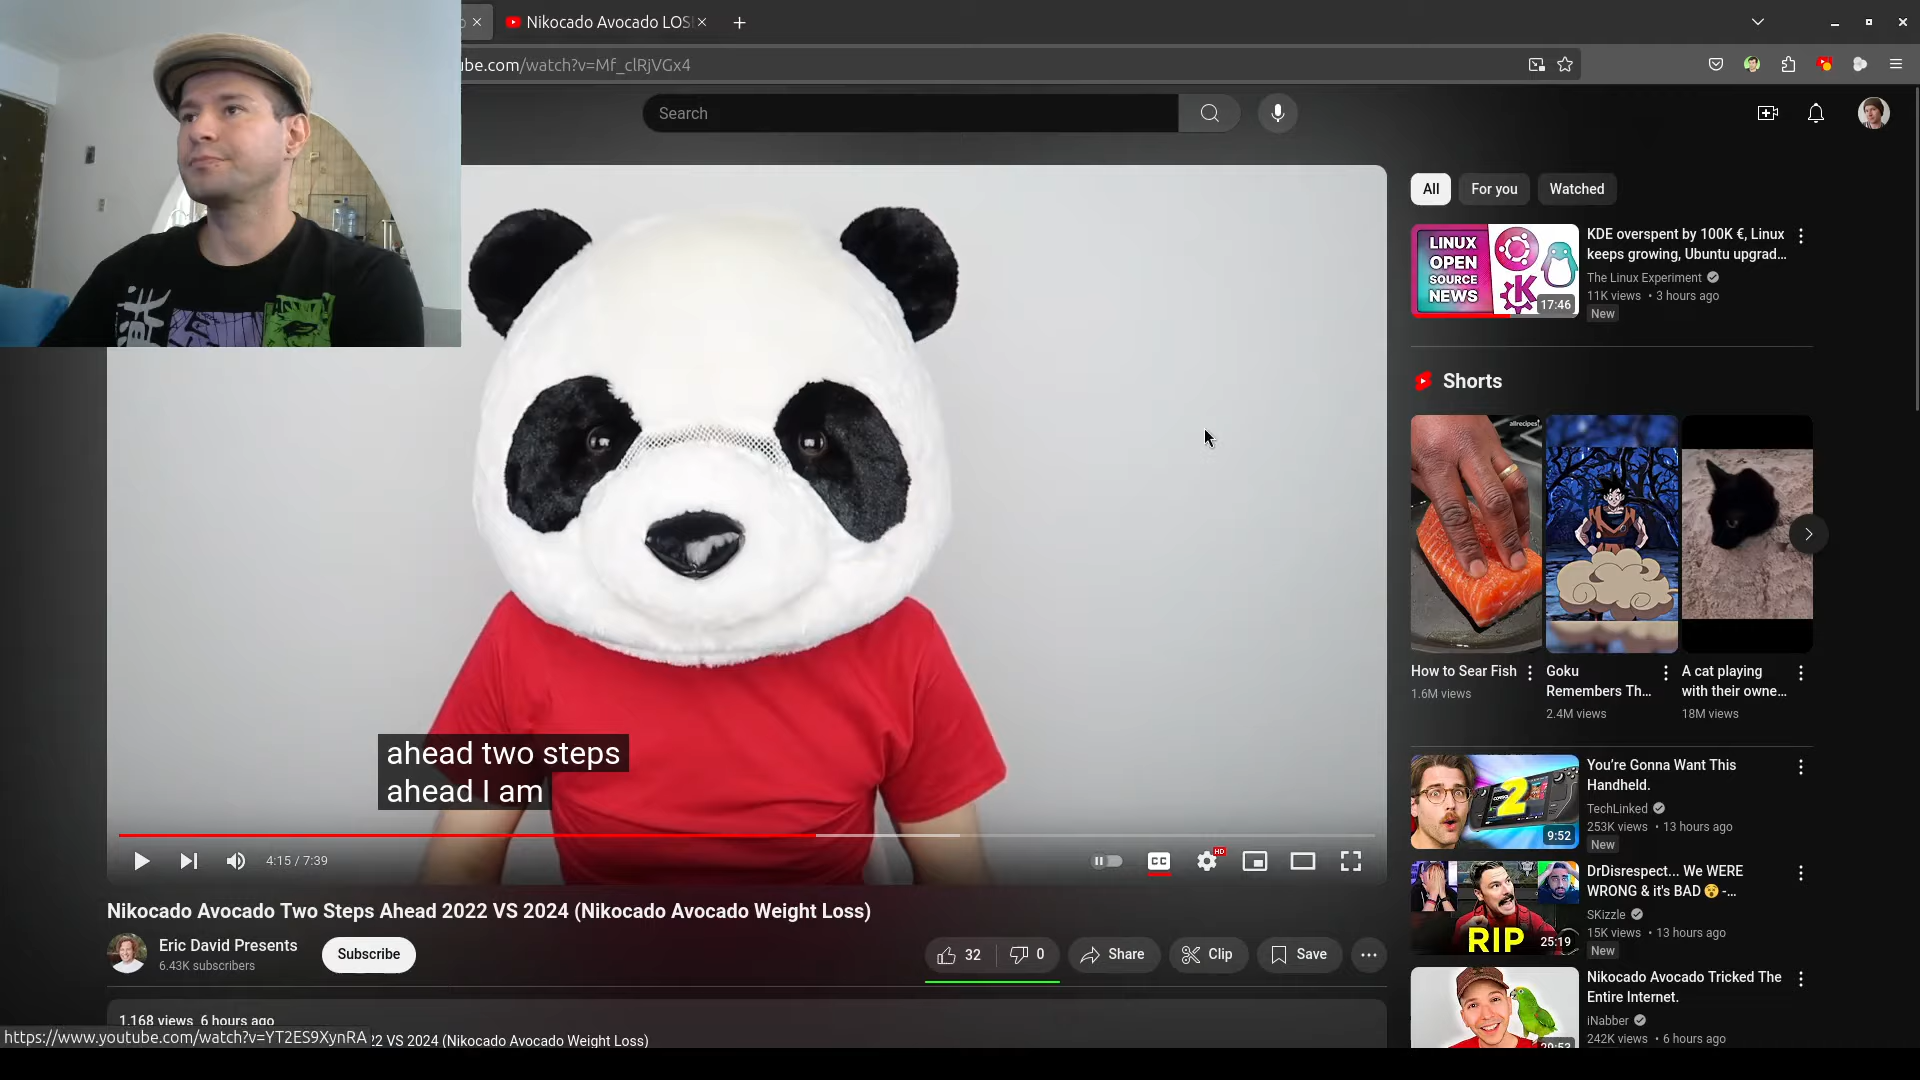 Nikocado Avocado LOS
be.com/watch?v=Mf_clRjVGx4
Search
All
For you
Watched
LINUX
OPEN
SOURCE
NEWS
17:46
KDE overspent by 100K €, Linux
keeps growing, Ubuntu upgrad...
The Linux Experiment
11K views • 3 hours ago
New
Shorts
allrecipes
How to Sear Fish
1.6M views
Goku
Remembers Th...
2.4M views
A cat playing
with their owne...
18M views
ahead two steps
ahead I am
4:15 / 7:39
CC
HD
2
9:52
You're Gonna Want This
Handheld.
TechLinked
253K views • 13 hours ago
New
RIP
25:19
DrDisrespect... We WERE
WRONG & it's BAD 😵 -...
SKizzle
15K views • 13 hours ago
New
Nikocado Avocado Tricked The
Entire Internet.
iNabber
242K views • 6 hours ago
29:53
Nikocado Avocado Two Steps Ahead 2022 VS 2024 (Nikocado Avocado Weight Loss)
Eric David Presents
6.43K subscribers
Subscribe
32
0
Share
Clip
Save
1,168 views 6 hours ago
https://www.youtube.com/watch?v=YT2ES9XynRA
22 VS 2024 (Nikocado Avocado Weight Loss)